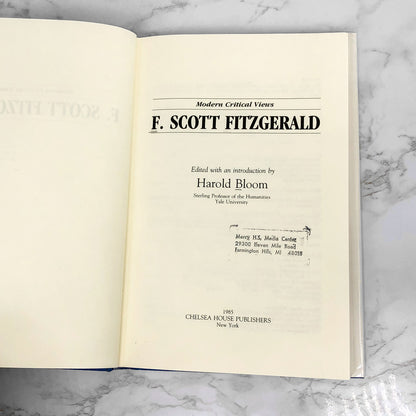 Modern Critical Views
F. SCOTT FITZGERALD
Edited with an introduction by
Harold Bloom
Sterling Professor of the Humanities
Yale University
Mercy H.S. Media Center
29300 Eleven Mile Road
Farmington Hills, MI 48018
1985
CHELSEA HOUSE PUBLISHERS
New York